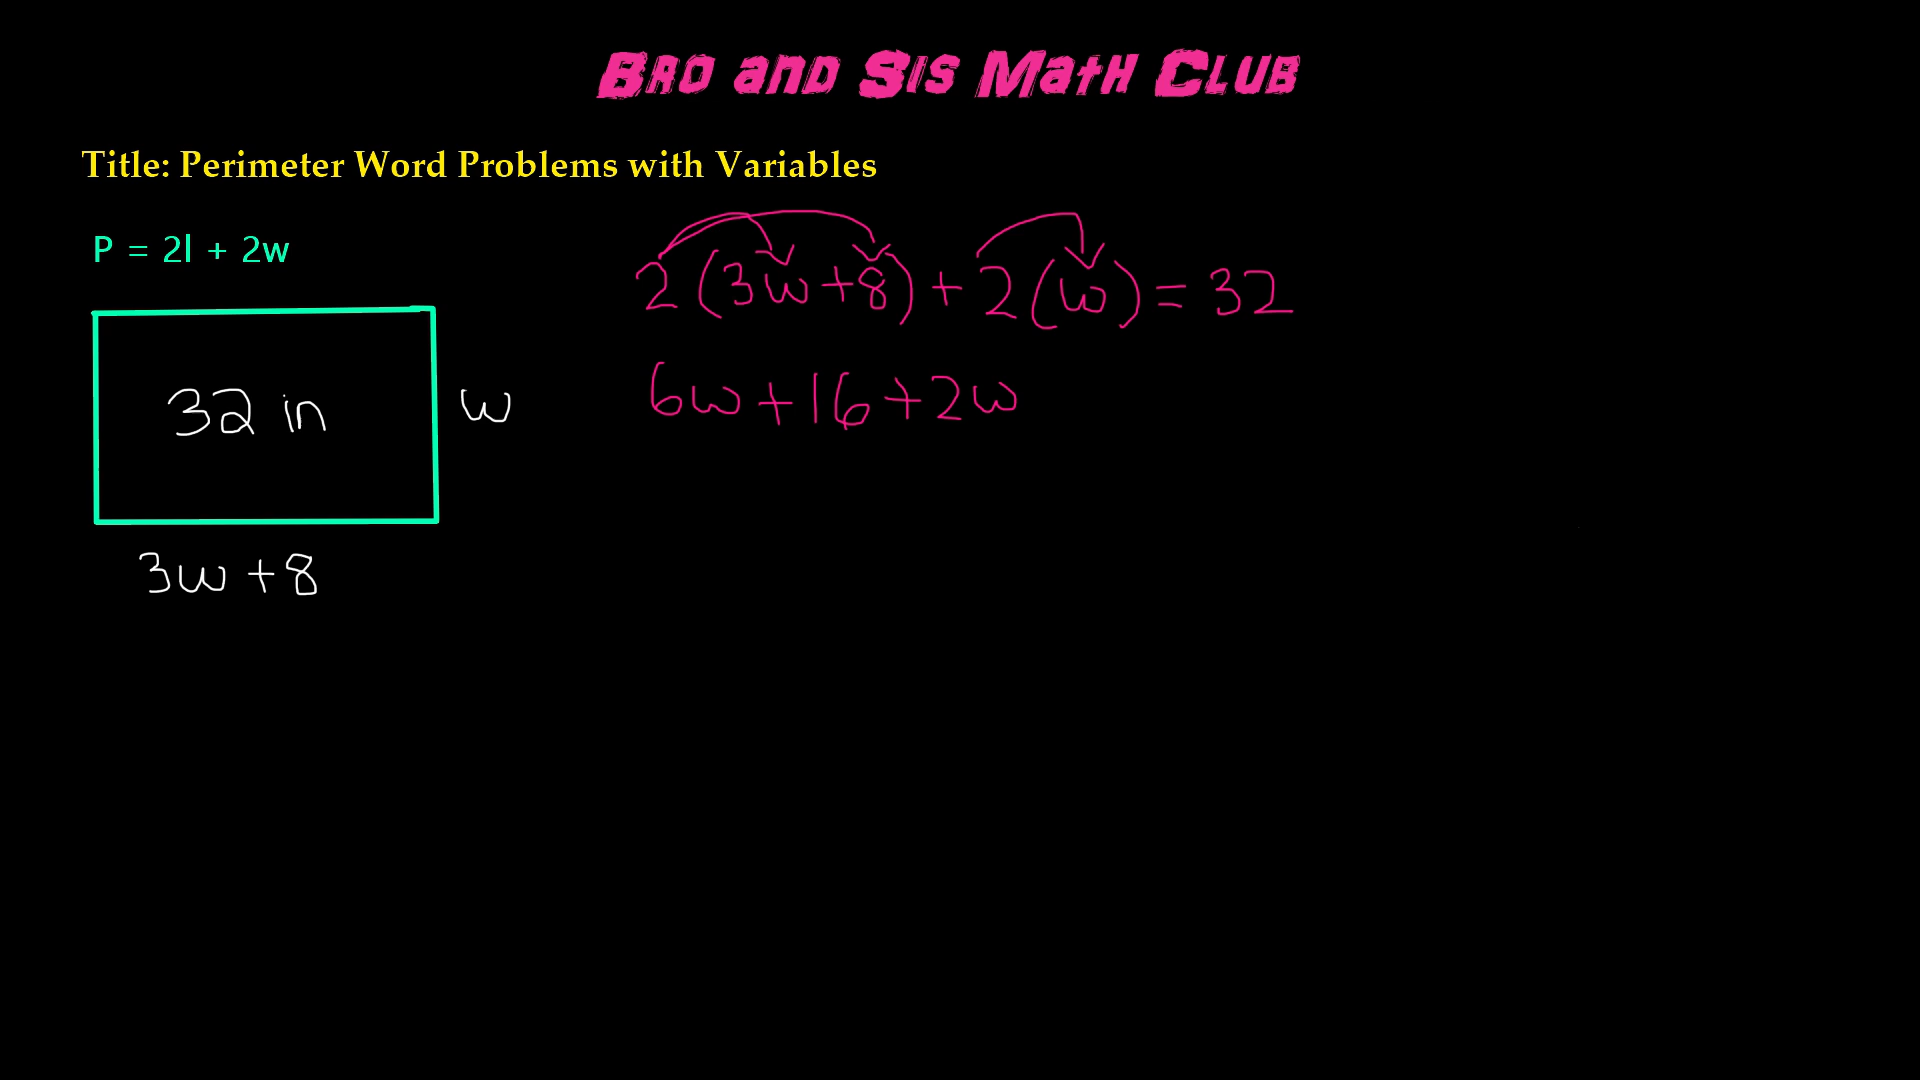 Bro and Sis Math Club
Title: Perimeter Word Problems with Variables
P = 2l + 2w
2(3w+8)+2(w)=32
6w+16+2w
32 in
w
3w+8